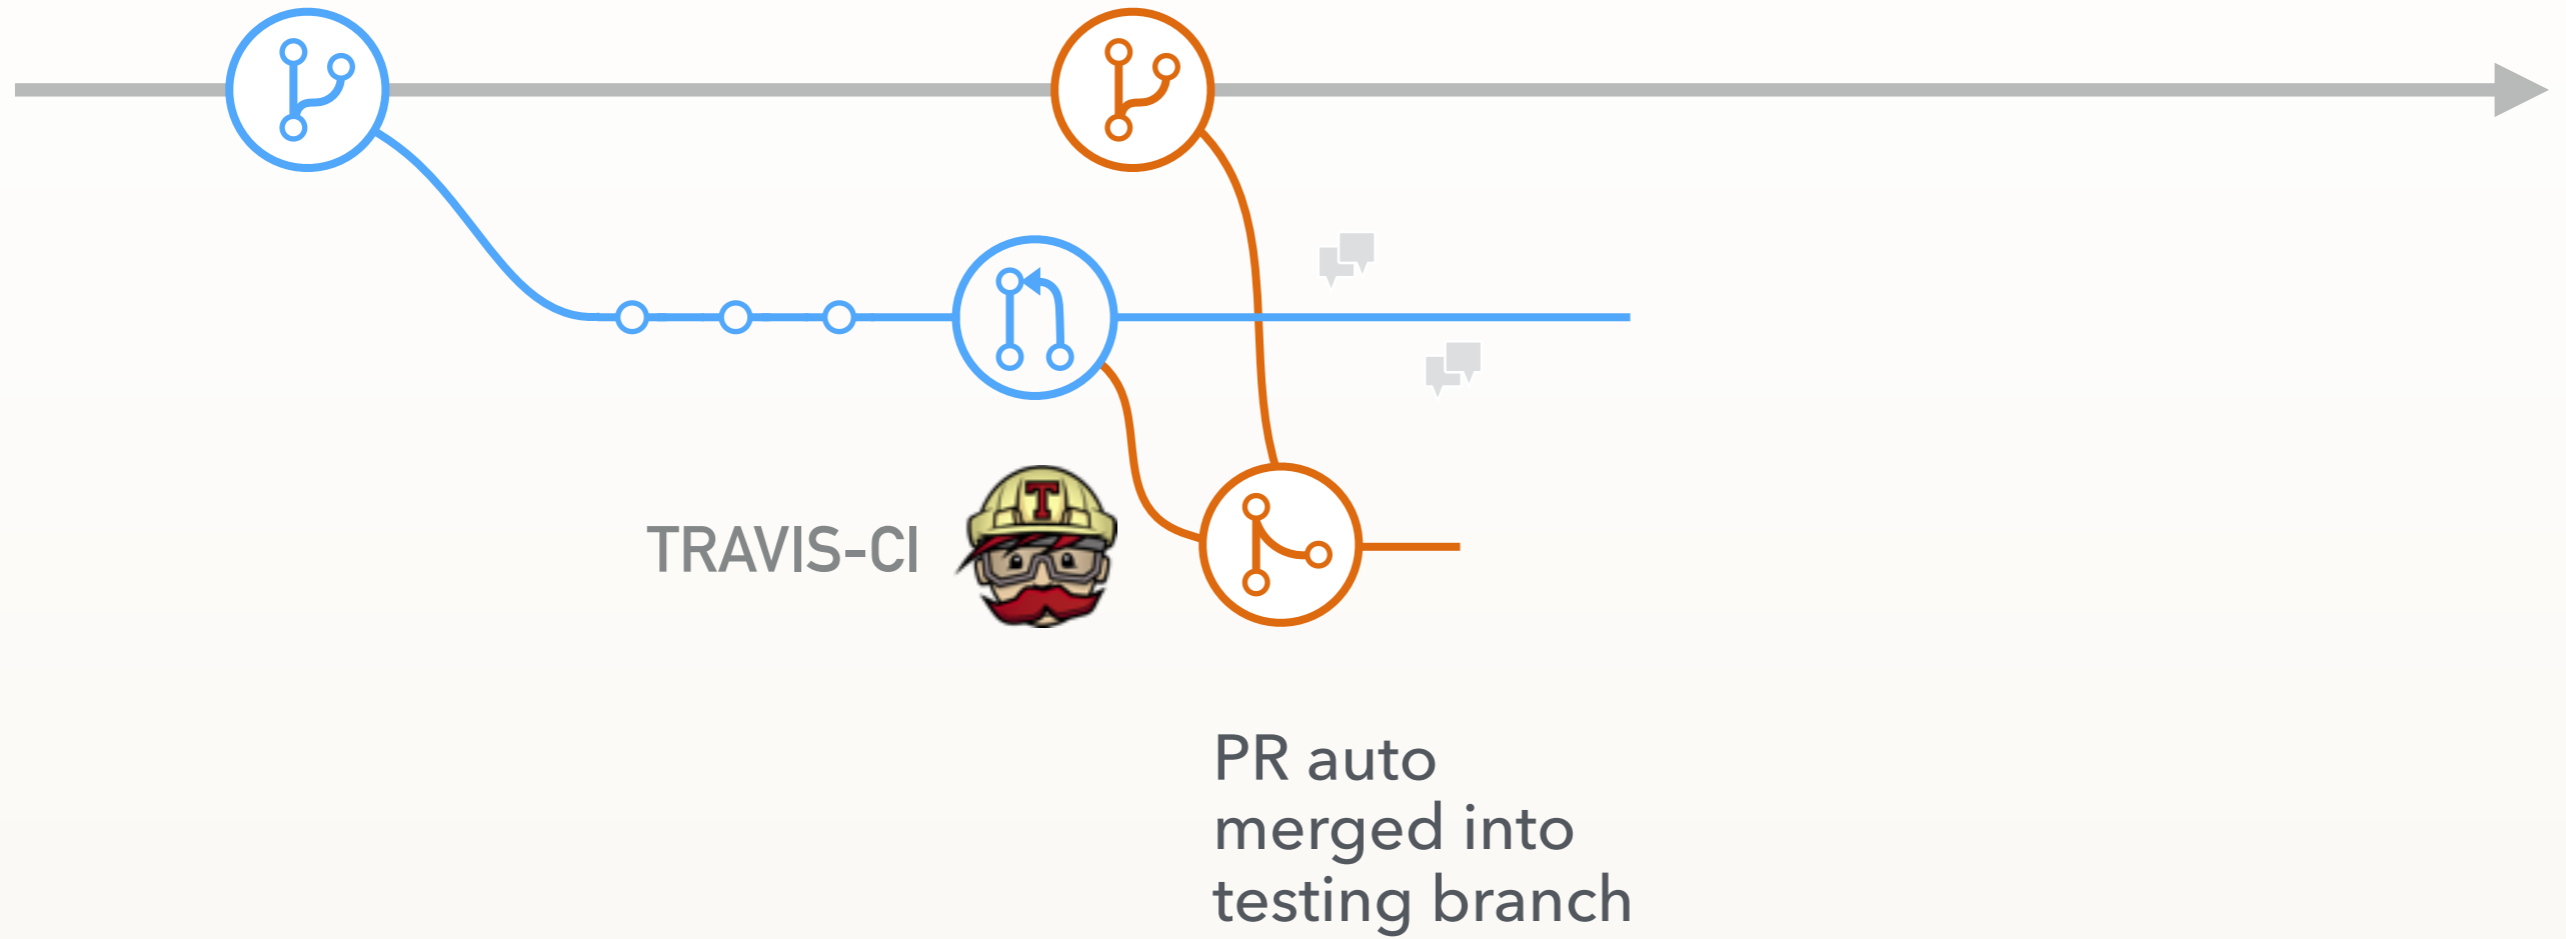 TRAVIS-CI
T
PR auto
merged into
testing branch